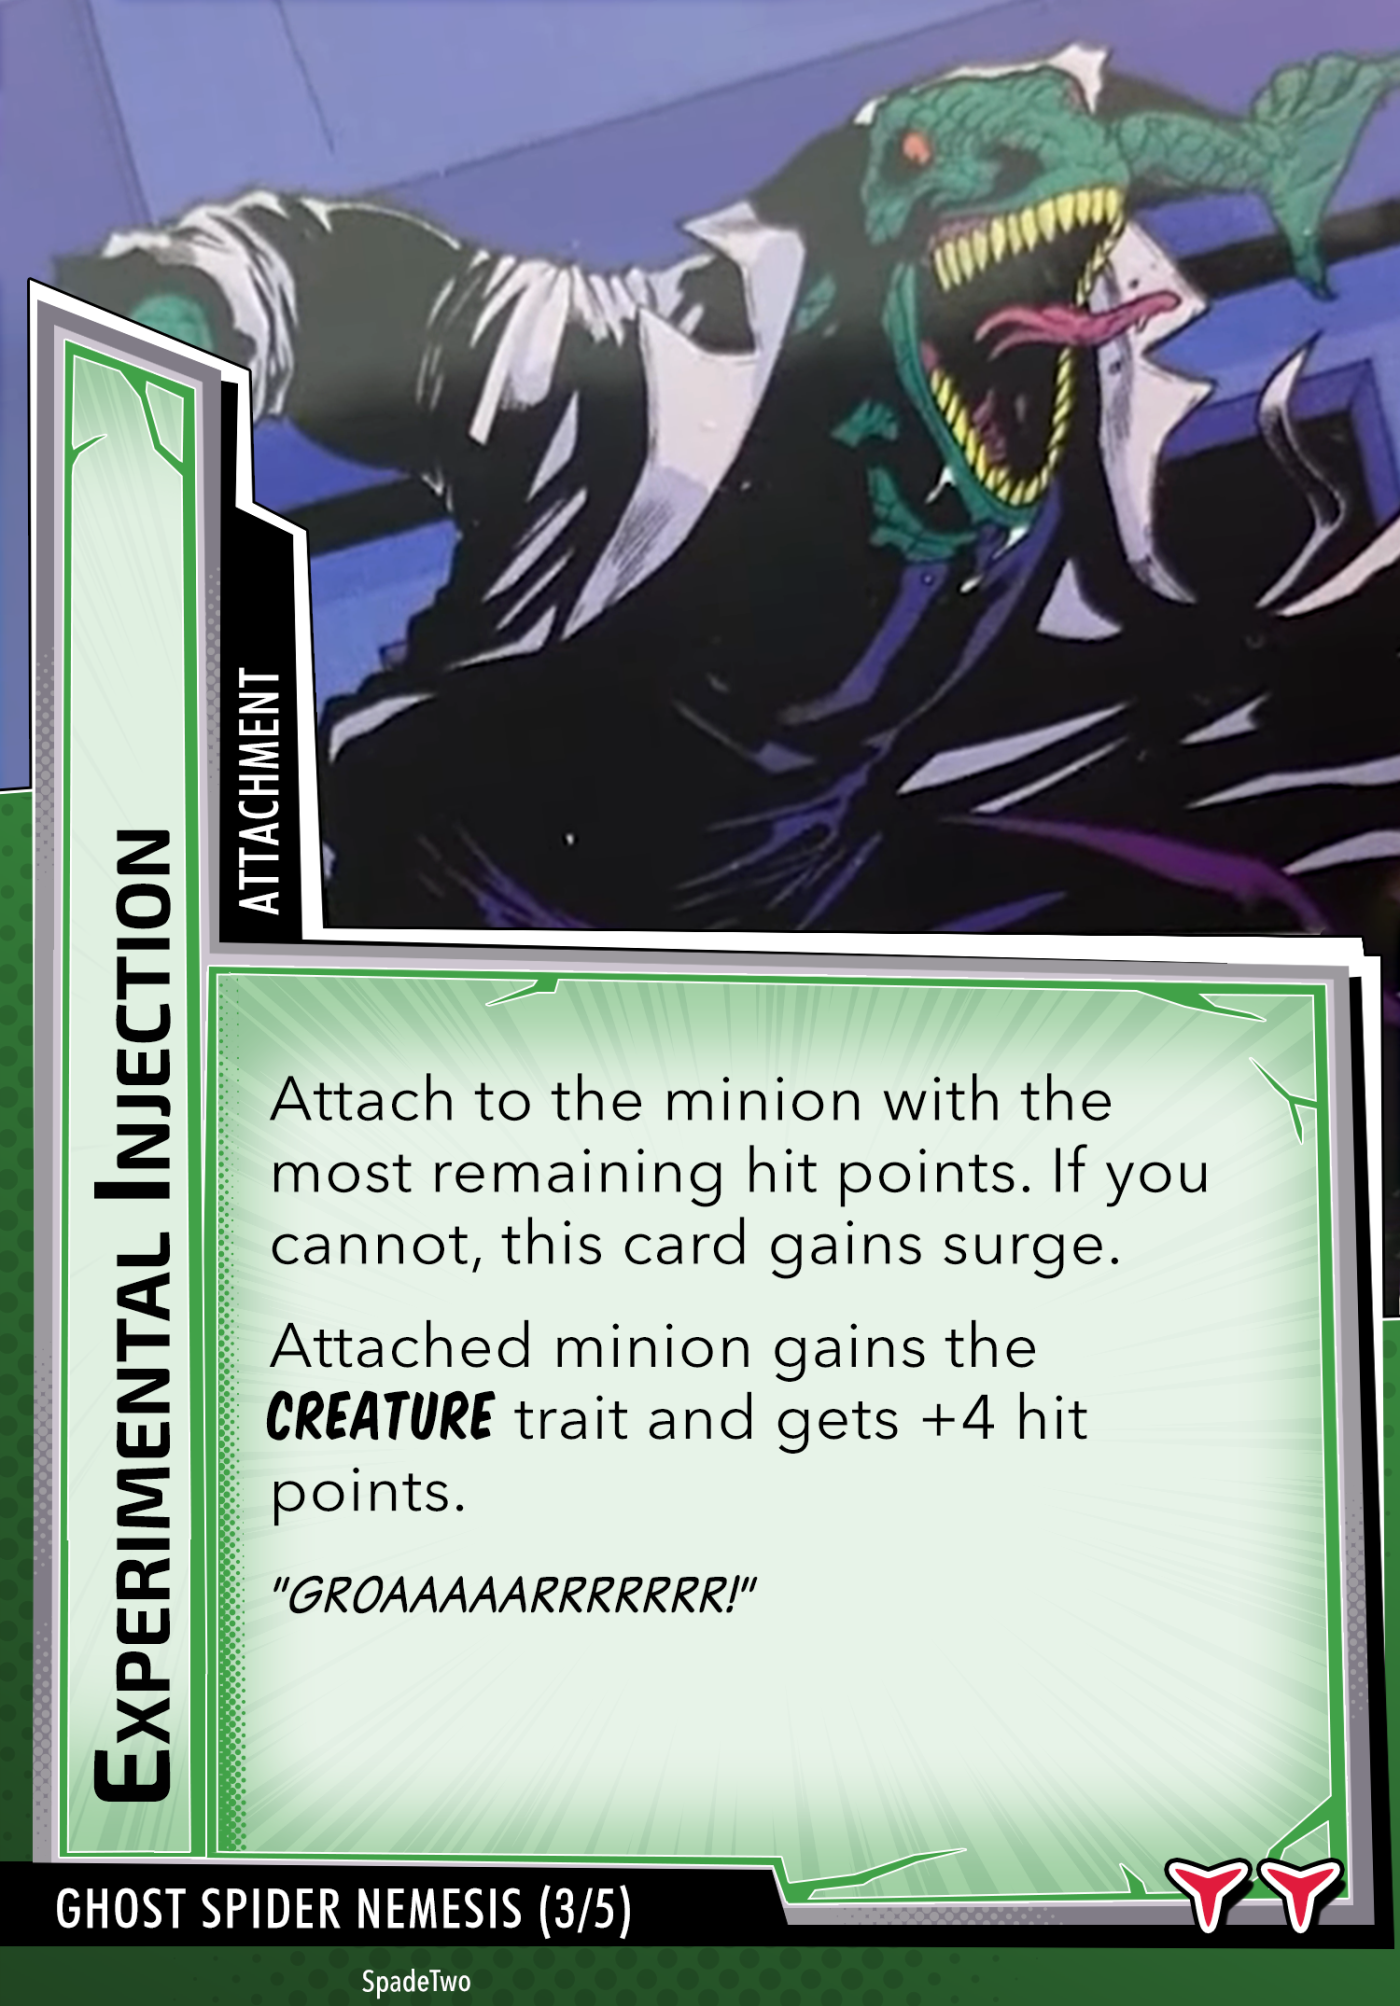 EXPERIMENTAL INJECTION
ATTACHMENT
Attach to the minion with the
most remaining hit points. If you
cannot, this card gains surge.
Attached minion gains the
CREATURE trait and gets +4 hit
points.
"GROAAAAARRRRRRR!"
GHOST SPIDER NEMESIS (3/5)
SpadeTwo